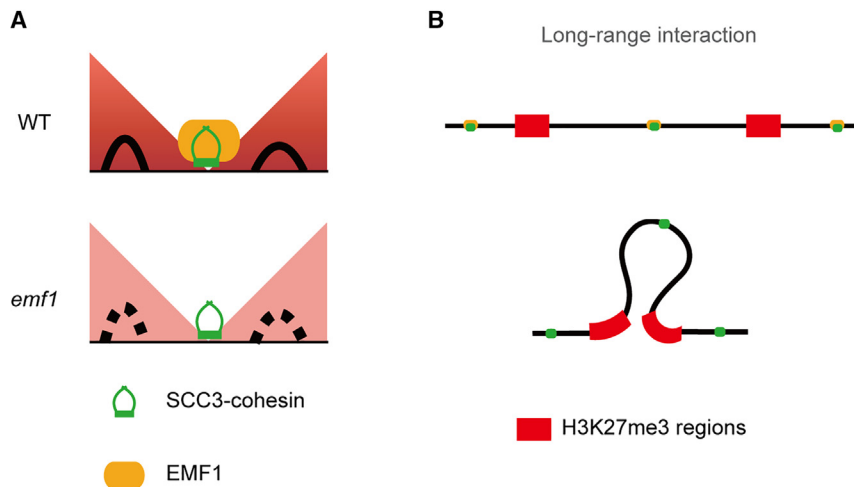 A
WT
emf1
SCC3-cohesin
EMF1
B
Long-range interaction
H3K27me3 regions